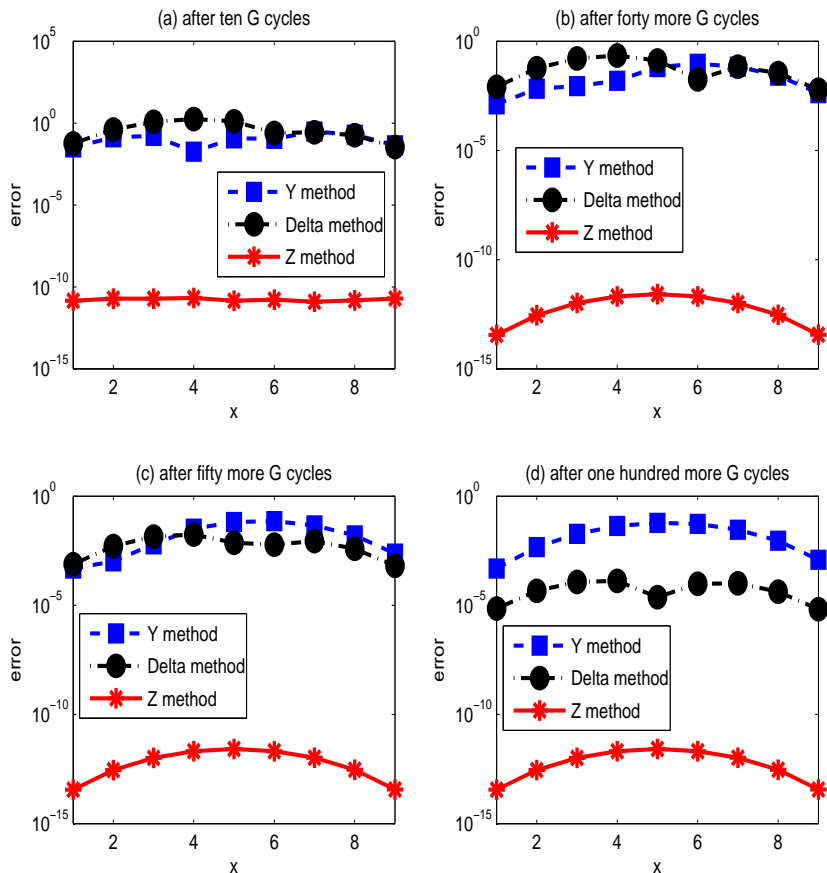 (a) after ten G cycles
10^5
10^0
10^-5
10^-10
10^-15
error
2 4 6 8
x
Y method
Delta method
Z method
(b) after forty more G cycles
10^0
10^-5
10^-10
10^-15
error
2 4 6 8
x
Y method
Delta method
Z method
(c) after fifty more G cycles
10^0
10^-5
10^-10
10^-15
error
2 4 6 8
x
Y method
Delta method
Z method
(d) after one hundred more G cycles
10^0
10^-5
10^-10
10^-15
error
2 4 6 8
x
Y method
Delta method
Z method